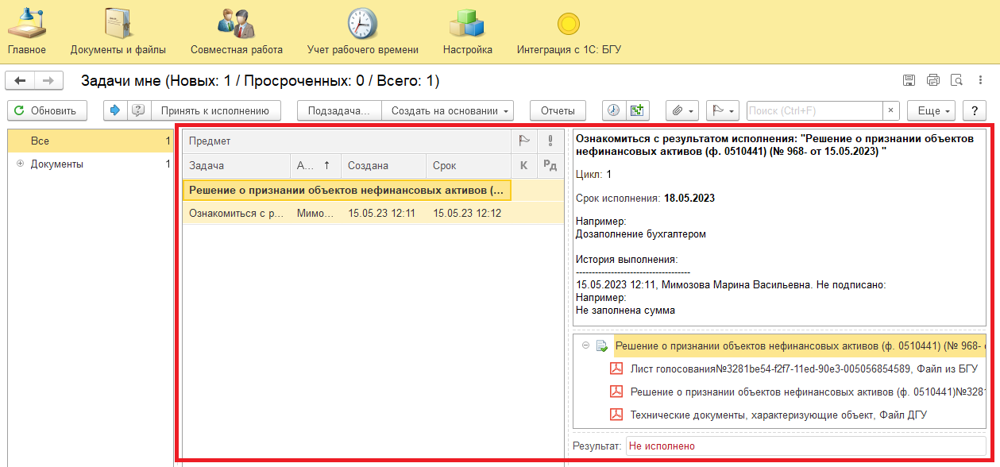 Главное
Документы и файлы
Совместная работа
Учет рабочего времени
Настройка
Интеграция с 1С: БГУ
Задачи мне (Новых: 1 / Просроченных: 0 / Всего: 1)
Обновить
Принять к исполнению
Подзадача...
Создать на основании
Отчеты
Поиск (Ctrl+F)
×
Еще
?
Все 1
Документы 1
Предмет
Задача А... ↑ Создана Срок К Рд
Решение о признании объектов нефинансовых активов (...
Ознакомиться с р... Мимо... 15.05.23 12:11 15.05.23 12:12
Ознакомиться с результатом исполнения: "Решение о признании объектов
нефинансовых активов (ф. 0510441) (№ 968- от 15.05.2023) "
Цикл: 1
Срок исполнения: 18.05.2023
Например:
Дозаполнение бухгалтером
История выполнения:
------------------------------------
15.05.2023 12:11, Мимозова Марина Васильевна. Не подписано:
Например:
Не заполнена сумма
Решение о признании объектов нефинансовых активов (ф. 0510441) (№ 968-
Лист голосования№3281be54-f2f7-11ed-90e3-005056854589, Файл из БГУ
Решение о признании объектов нефинансовых активов (ф. 0510441)№3281
Технические документы, характеризующие объект, Файл ДГУ
Результат: Не исполнено